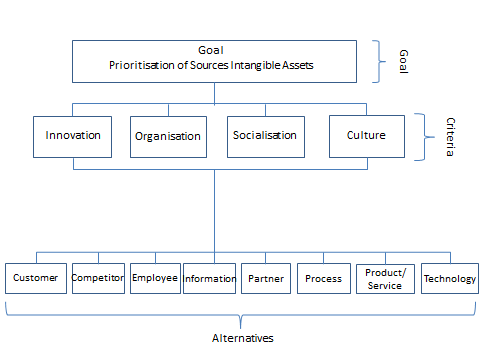 Goal
Prioritisation of Sources Intangible Assets
Goal
Innovation
Organisation
Socialisation
Culture
Criteria
Customer
Competitor
Employee
Information
Partner
Process
Product/
Service
Technology
Alternatives